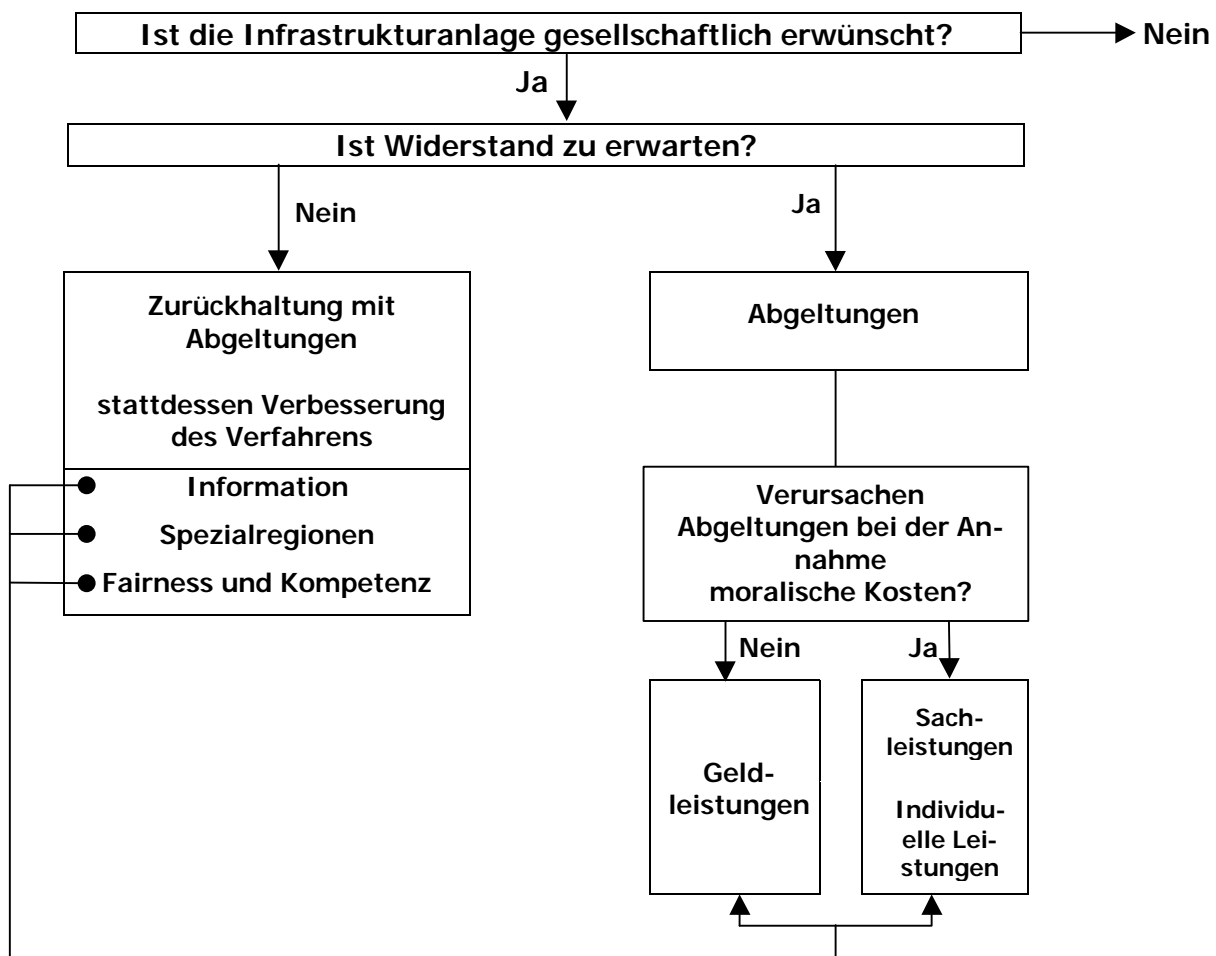 Ist die Infrastrukturanlage gesellschaftlich erwünscht?
Nein
Ja
Ist Widerstand zu erwarten?
Nein
Ja
Zurückhaltung mit
Abgeltungen
stattdessen Verbesserung
des Verfahrens
Information
Spezialregionen
Fairness und Kompetenz
Abgeltungen
Verursachen
Abgeltungen bei der An-
nahme
moralische Kosten?
Nein
Ja
Geld-
leistungen
Sach-
leistungen
Individu-
elle Lei-
stungen